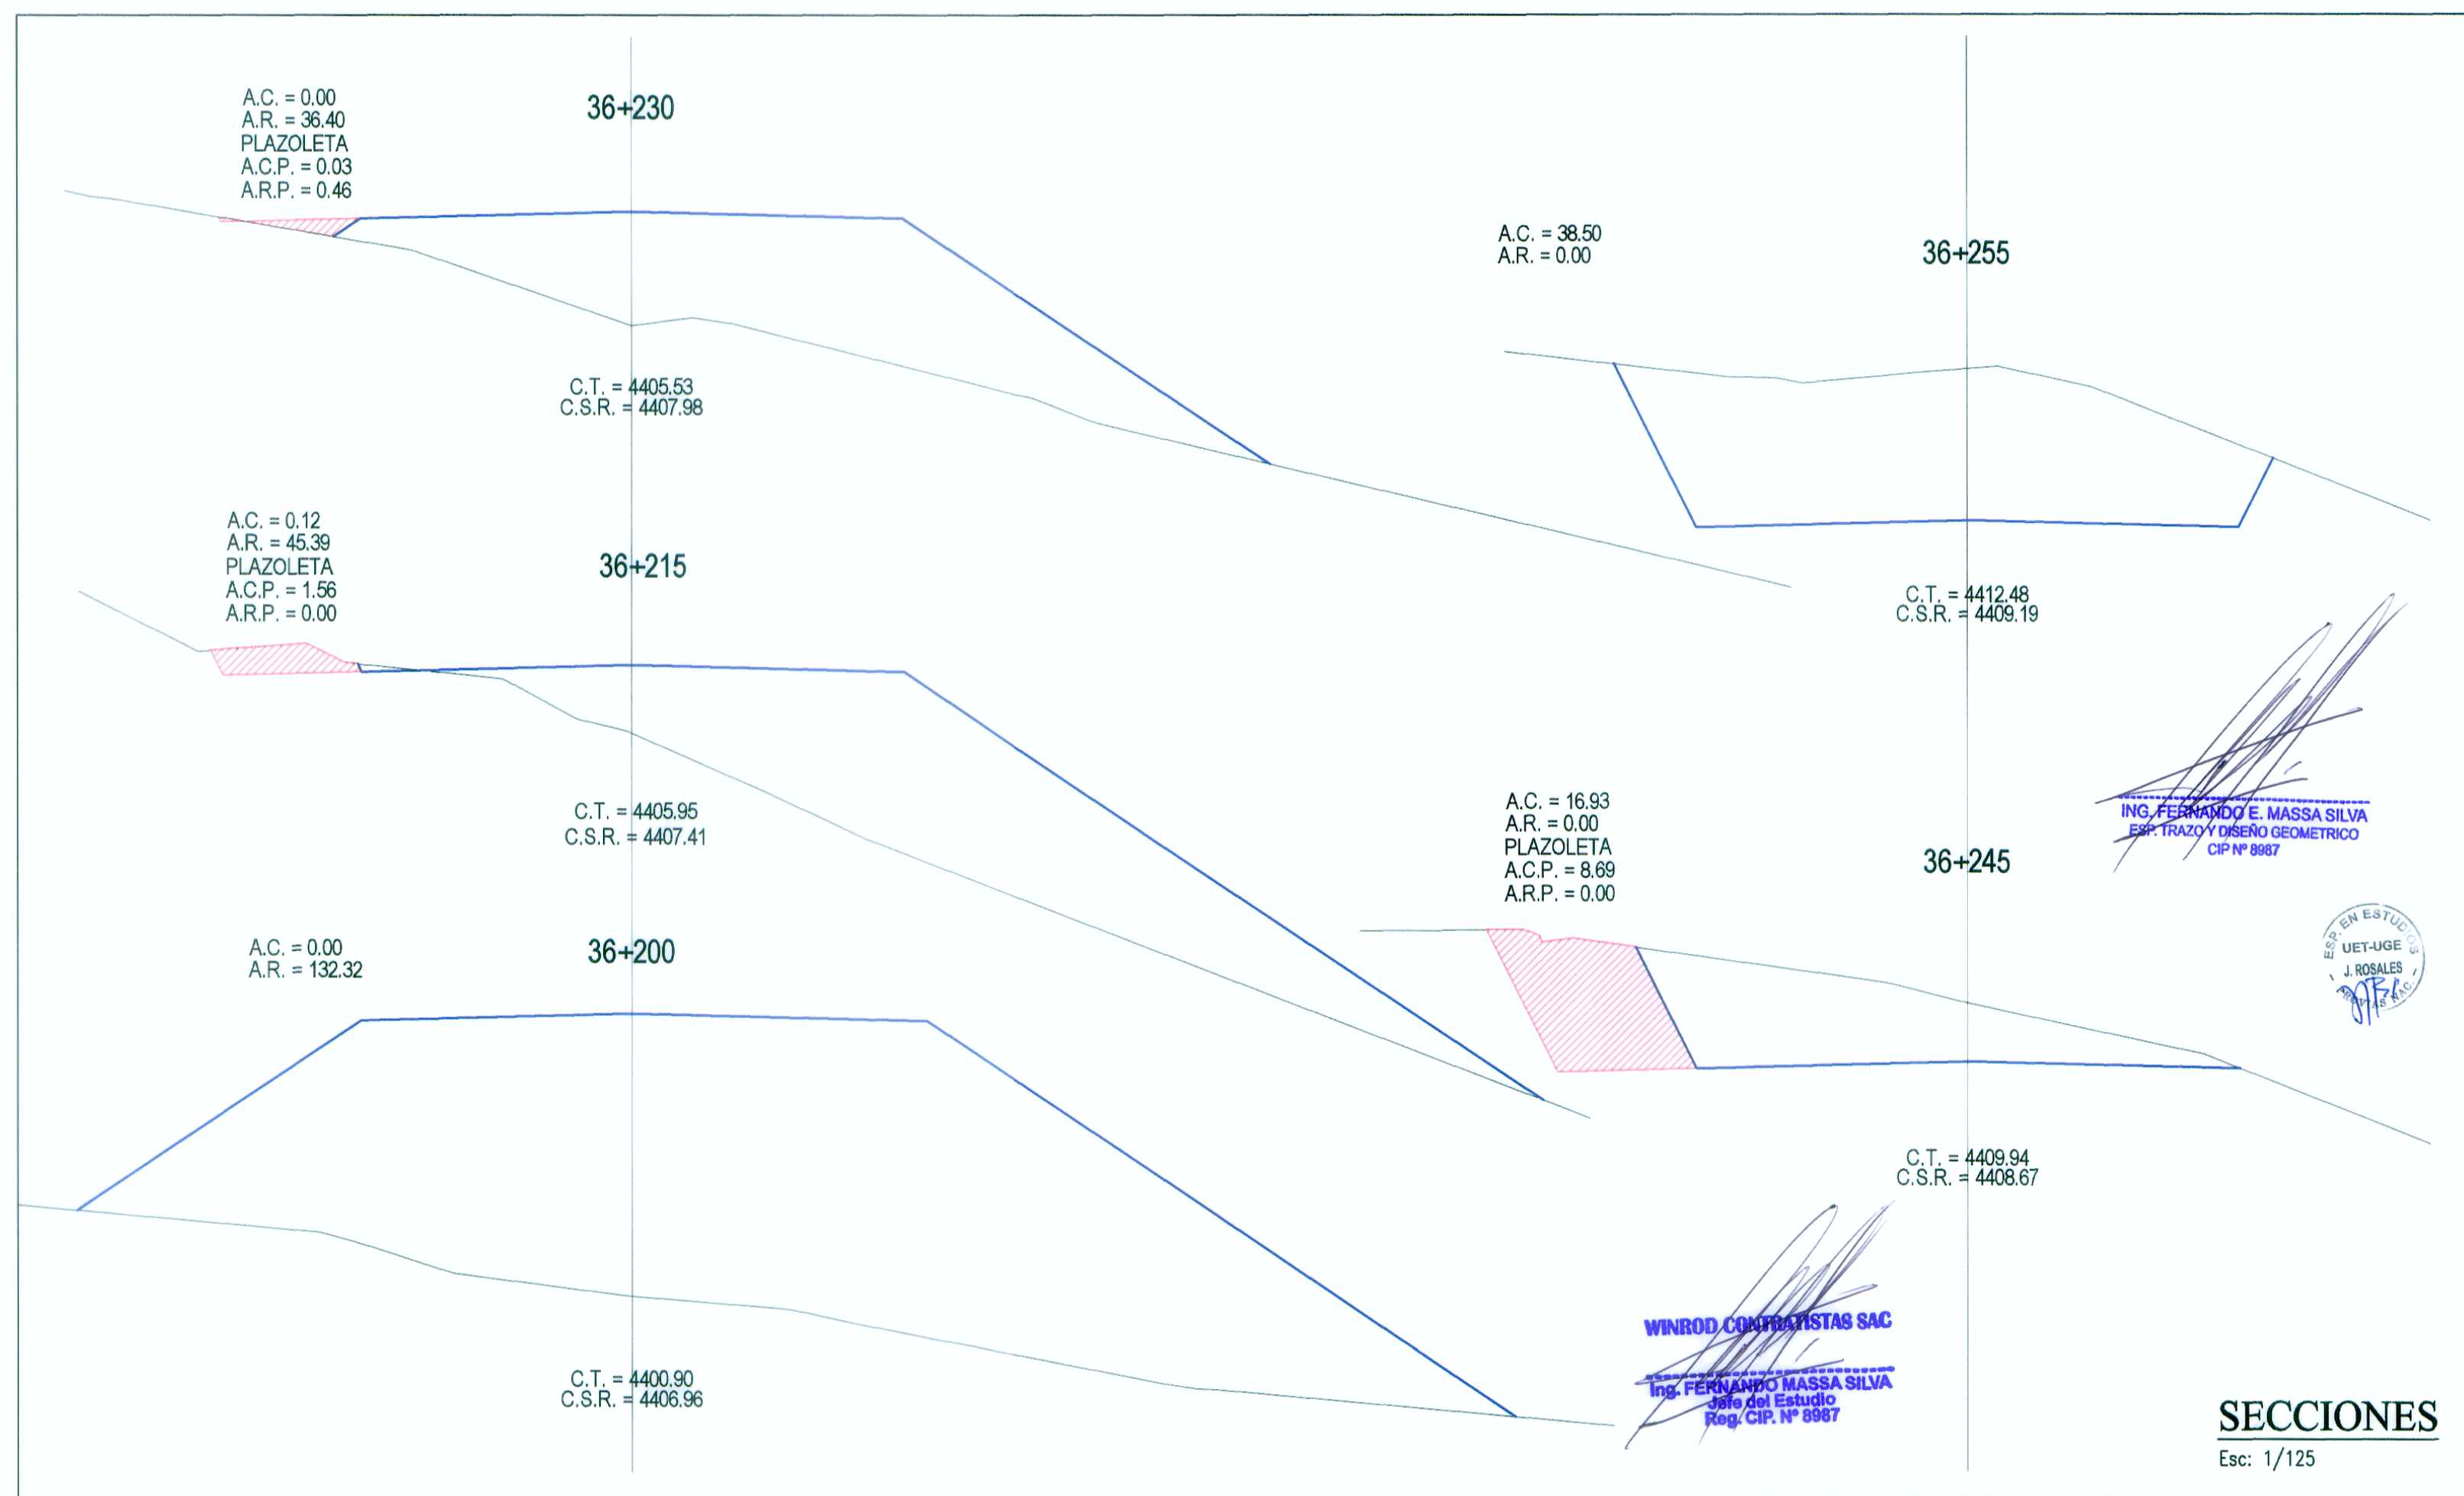 A.C. = 0.00
A.R. = 36.40
PLAZOLETA
A.C.P. = 0.03
A.R.P. = 0.46
36+230
C.T. = 4405.53
C.S.R. = 4407.98
A.C. = 0.12
A.R. = 45.39
PLAZOLETA
A.C.P. = 1.56
A.R.P. = 0.00
36+215
C.T. = 4405.95
C.S.R. = 4407.41
A.C. = 0.00
A.R. = 132.32
36+200
C.T. = 4400.90
C.S.R. = 4406.96
A.C. = 38.50
A.R. = 0.00
36+255
C.T. = 4412.48
C.S.R. = 4409.19
ING. FERNANDO E. MASSA SILVA
ESP. TRAZO Y DISEÑO GEOMETRICO
CIP Nº 8987
A.C. = 16.93
A.R. = 0.00
PLAZOLETA
A.C.P. = 8.69
A.R.P. = 0.00
36+245
C.T. = 4409.94
C.S.R. = 4408.67
ESP. EN ESTUDIOS
UET-UGE
J. ROSALES
PROVIAS NAC.
WINROD CONTRATISTAS SAC
Ing. FERNANDO MASSA SILVA
Jefe del Estudio
Reg. CIP. Nº 8987
SECCIONES
Esc: 1/125